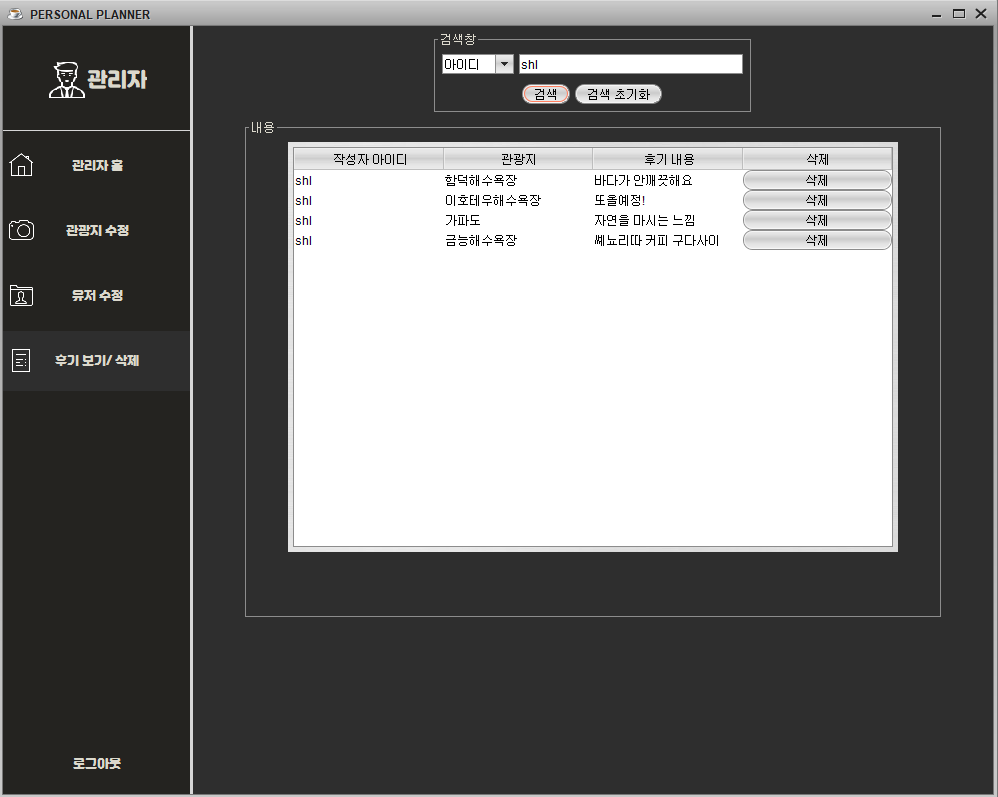 PERSONAL PLANNER
관리자
관리자 홈
관광지 수정
유저 수정
후기 보기/ 삭제
로그아웃
검색창
아이디 shl
검색 검색 초기화
내용
작성자 아이디 관광지 후기 내용 삭제
shl 함덕해수욕장 바다가 안깨끗해요 삭제
shl 이호테우해수욕장 또올예정! 삭제
shl 가파도 자연을 마시는 느낌 삭제
shl 금능해수욕장 쎄뇨리따 커피 구다사이 삭제